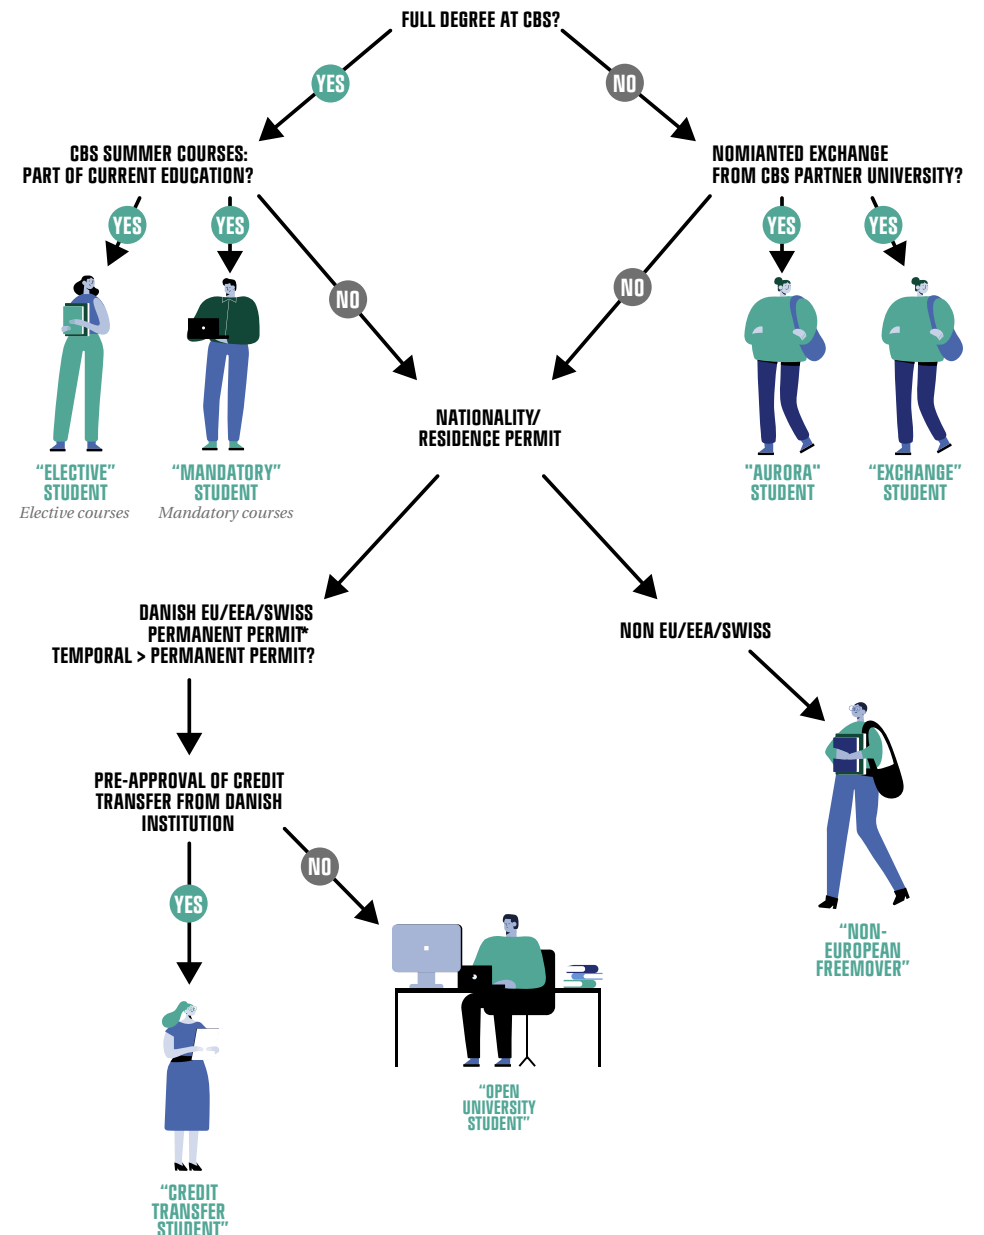 FULL DEGREE AT CBS?
YES
NO
CBS SUMMER COURSES:
PART OF CURRENT EDUCATION?
NOMIANTED EXCHANGE
FROM CBS PARTNER UNIVERSITY?
YES
YES
YES
YES
NO
NO
NATIONALITY/
RESIDENCE PERMIT
“ELECTIVE”
STUDENT
Elective courses
“MANDATORY”
STUDENT
Mandatory courses
"AURORA"
STUDENT
“EXCHANGE”
STUDENT
DANISH EU/EEA/SWISS
PERMANENT PERMIT*
TEMPORAL > PERMANENT PERMIT?
NON EU/EEA/SWISS
PRE-APPROVAL OF CREDIT
TRANSFER FROM DANISH
INSTITUTION
NO
YES
“NON-
EUROPEAN
FREEMOVER”
“OPEN
UNIVERSITY
STUDENT”
“CREDIT
TRANSFER
STUDENT”